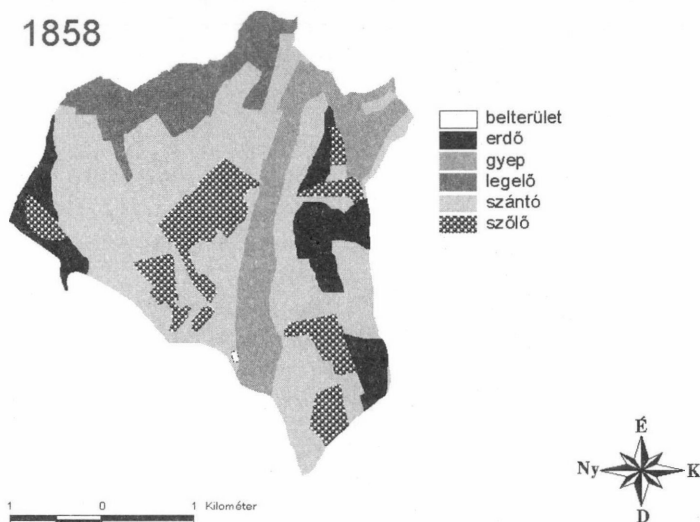 1858
belterület
erdő
gyep
legelő
szántó
szőlő
É
Ny K
D
1 0 1 Kilométer